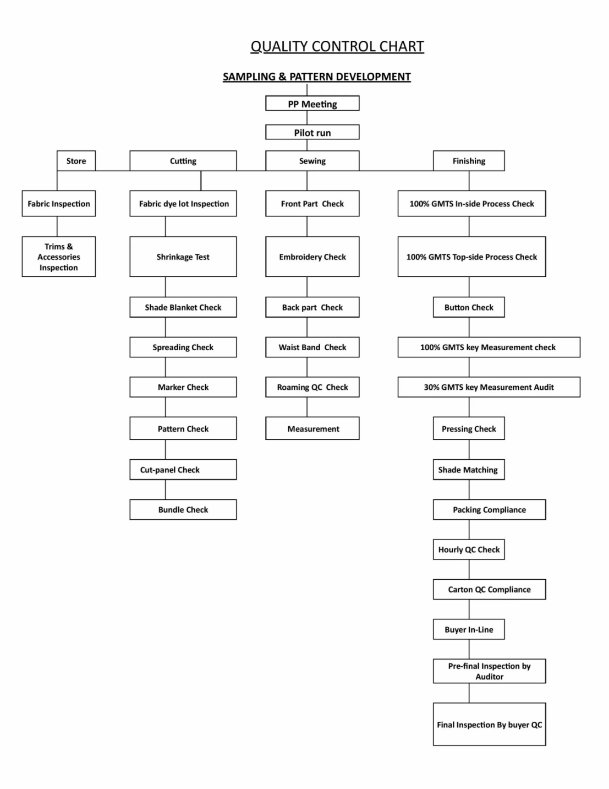 QUALITY CONTROL CHART
SAMPLING & PATTERN DEVELOPMENT
PP Meeting
Pilot run
Store
Cutting
Sewing
Finishing
Fabric Inspection
Fabric dye lot Inspection
Front Part Check
100% GMTS In-side Process Check
Trims &
Accessories
Inspection
Shrinkage Test
Embroidery Check
100% GMTS Top-side Process Check
Shade Blanket Check
Back part Check
Button Check
Spreading Check
Waist Band Check
100% GMTS key Measurement check
Marker Check
Roaming QC Check
30% GMTS key Measurement Audit
Pattern Check
Measurement
Pressing Check
Cut-panel Check
Shade Matching
Bundle Check
Packing Compliance
Hourly QC Check
Carton QC Compliance
Buyer In-Line
Pre-final Inspection by
Auditor
Final Inspection By buyer QC